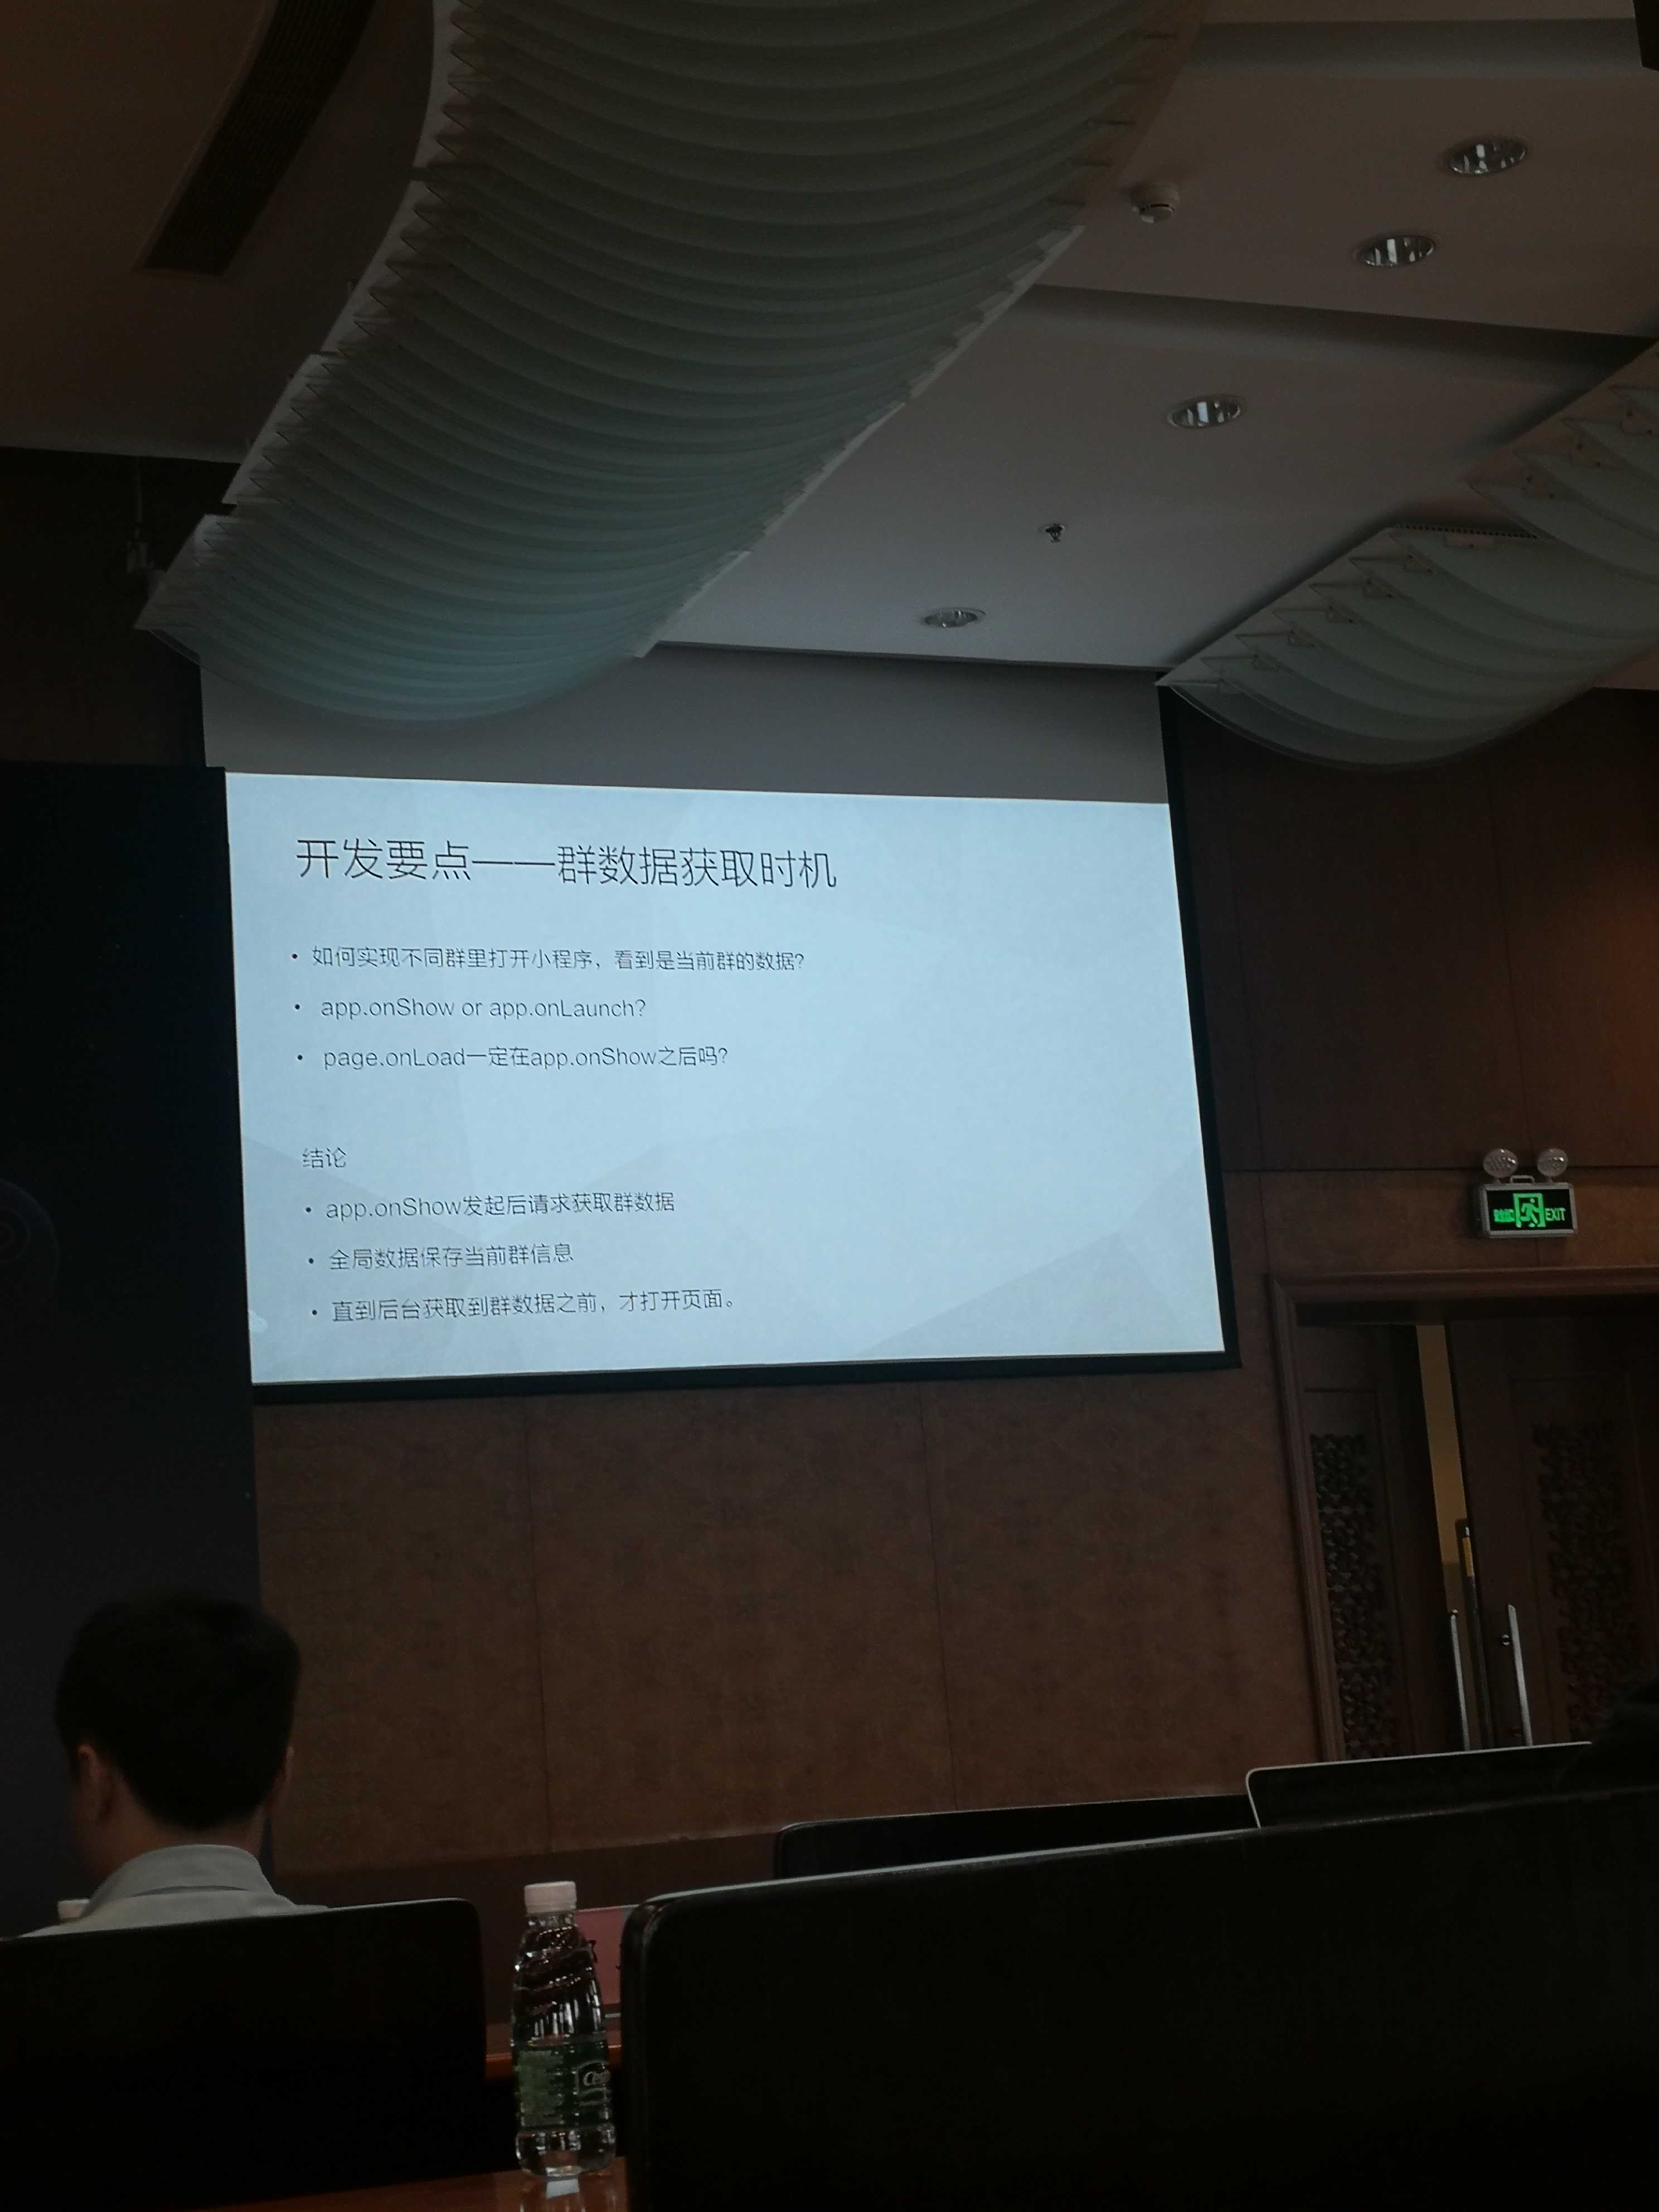 开发要点——群数据获取时机
• 如何实现不同群里打开小程序，看到是当前群的数据？
• app.onShow or app.onLaunch?
• page.onLoad一定在app.onShow之后吗？
结论
• app.onShow发起后请求获取群数据
• 全局数据保存当前群信息
• 直到后台获取到群数据之前，才打开页面。
EXIT